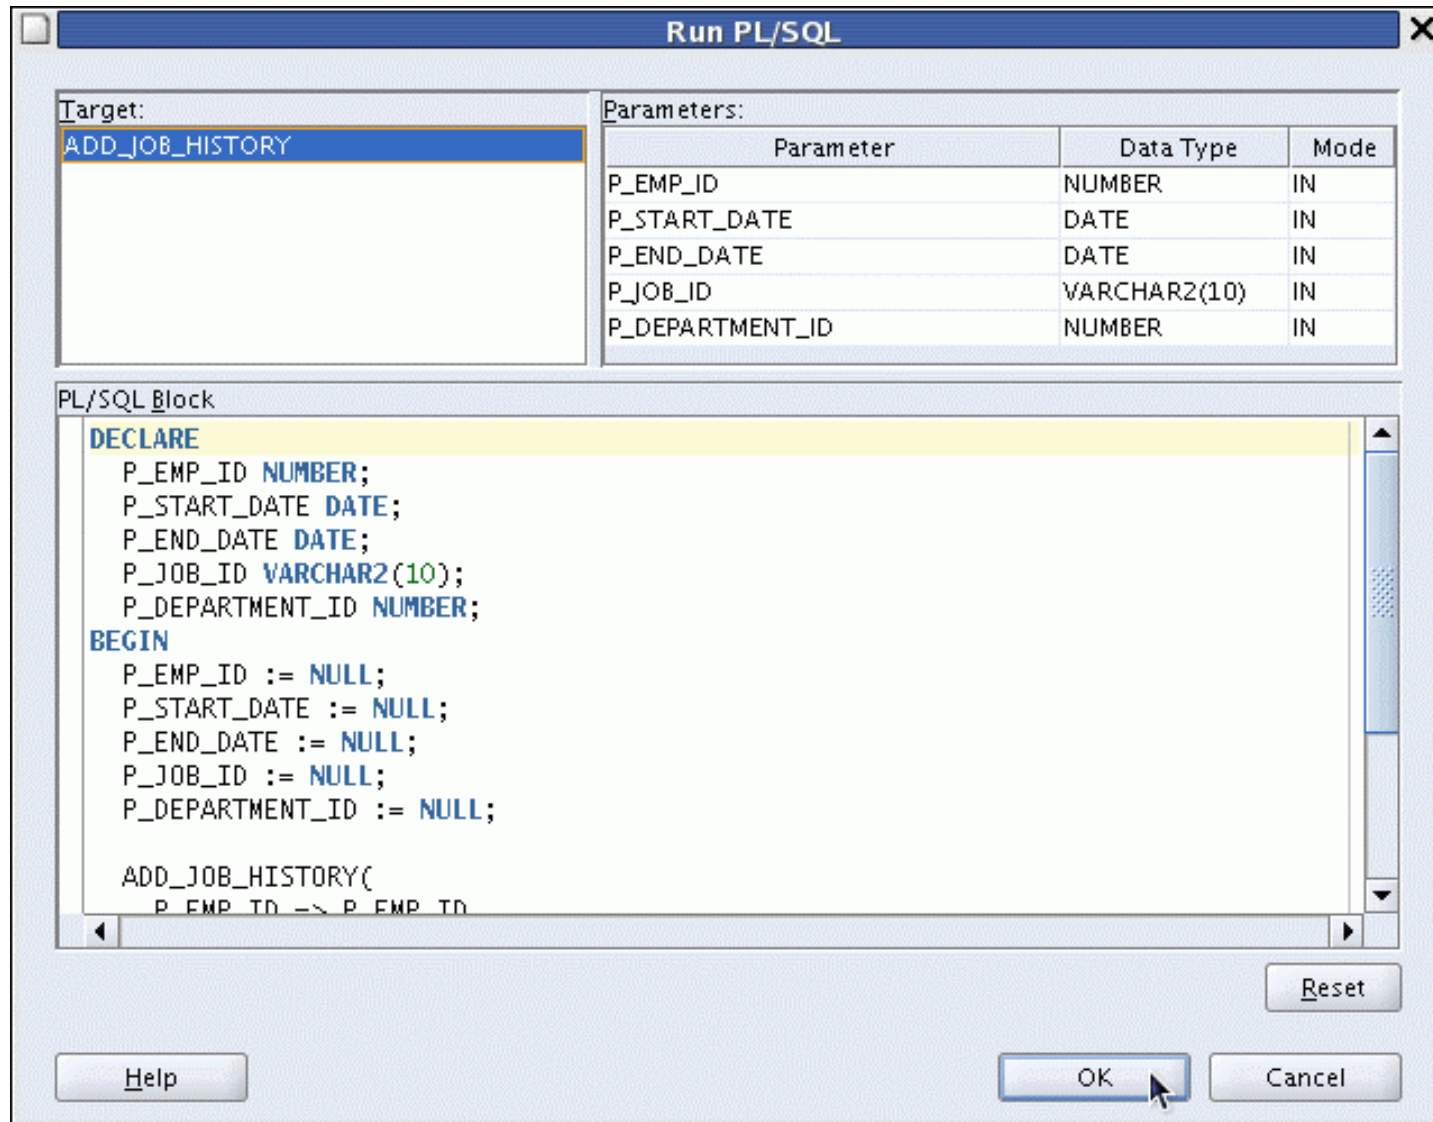 Run PL/SQL
Target:
ADD_JOB_HISTORY
Parameters:
Parameter Data Type Mode
P_EMP_ID NUMBER IN
P_START_DATE DATE IN
P_END_DATE DATE IN
P_JOB_ID VARCHAR2(10) IN
P_DEPARTMENT_ID NUMBER IN
PL/SQL Block
DECLARE
P_EMP_ID NUMBER;
P_START_DATE DATE;
P_END_DATE DATE;
P_JOB_ID VARCHAR2(10);
P_DEPARTMENT_ID NUMBER;
BEGIN
P_EMP_ID := NULL;
P_START_DATE := NULL;
P_END_DATE := NULL;
P_JOB_ID := NULL;
P_DEPARTMENT_ID := NULL;
ADD_JOB_HISTORY(
P_EMP_ID => P_EMP_ID
Reset
Help OK Cancel